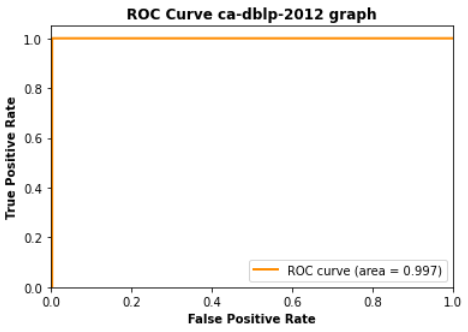 ROC Curve ca-dblp-2012 graph
True Positive Rate
1.0
0.8
0.6
0.4
0.2
0.0
ROC curve (area = 0.997)
0.0 0.2 0.4 0.6 0.8 1.0
False Positive Rate